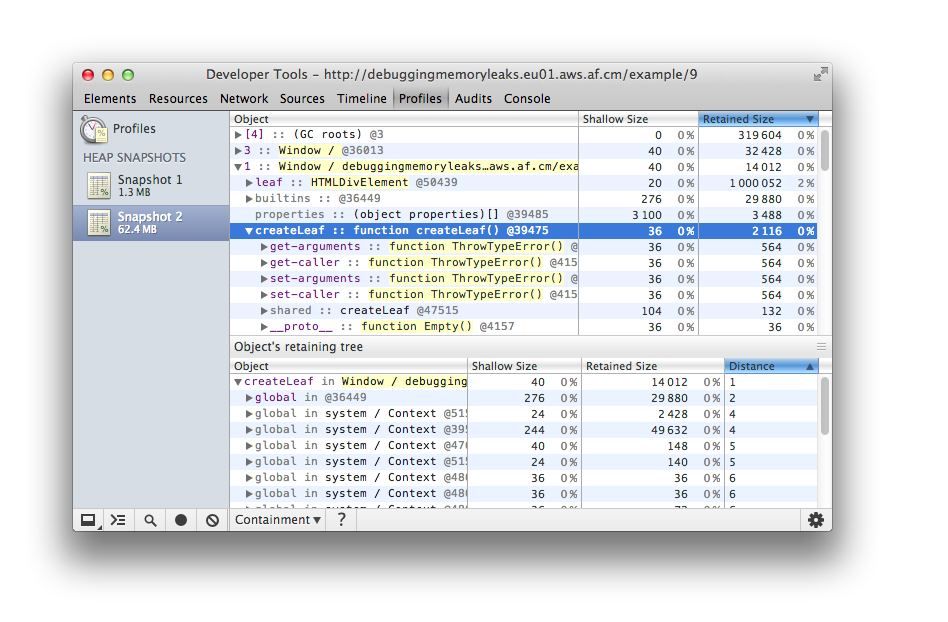 Developer Tools – http://debuggingmemoryleaks.eu01.aws.af.cm/example/9
Elements Resources Network Sources Timeline Profiles Audits Console
Profiles
HEAP SNAPSHOTS
Snapshot 1
1.3 MB
Snapshot 2
62.4 MB
Object Shallow Size Retained Size ▼
▶[4] :: (GC roots) @3 0 0% 319 604 0%
▶3 :: Window / @36013 40 0% 32 428 0%
▼1 :: Window / debuggingmemoryleaks…aws.af.cm/exa 40 0% 14 012 0%
▶leaf :: HTMLDivElement @50439 20 0% 1 000 052 2%
▶builtins :: @36449 276 0% 29 880 0%
properties :: (object properties)[] @39485 3 100 0% 3 488 0%
▼createLeaf :: function createLeaf() @39475 36 0% 2 116 0%
▶get-arguments :: function ThrowTypeError() @ 36 0% 564 0%
▶get-caller :: function ThrowTypeError() @415 36 0% 564 0%
▶set-arguments :: function ThrowTypeError() @ 36 0% 564 0%
▶set-caller :: function ThrowTypeError() @415 36 0% 564 0%
▶shared :: createLeaf @47515 104 0% 132 0%
▶__proto__ :: function Empty() @4157 36 0% 36 0%
Object's retaining tree
Object Shallow Size Retained Size Distance ▲
▼createLeaf in Window / debugging 40 0% 14 012 0% 1
▶global in @36449 276 0% 29 880 0% 2
▶global in system / Context @515 24 0% 2 428 0% 4
▶global in system / Context @395 244 0% 49 632 0% 4
▶global in system / Context @470 40 0% 148 0% 5
▶global in system / Context @515 24 0% 140 0% 5
▶global in system / Context @480 36 0% 36 0% 6
▶global in system / Context @480 36 0% 36 0% 6
Containment ▼ ?